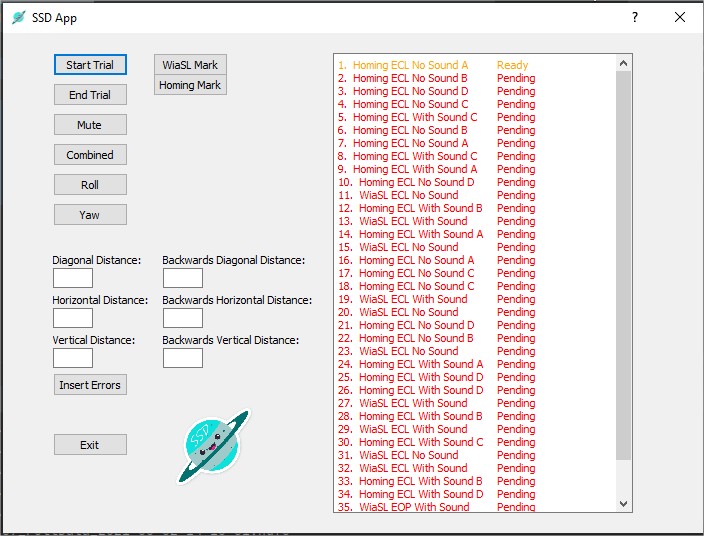 SSD App
Start Trial
End Trial
Mute
Combined
Roll
Yaw
WiaSL Mark
Homing Mark
Diagonal Distance:
Backwards Diagonal Distance:
Horizontal Distance:
Backwards Horizontal Distance:
Vertical Distance:
Backwards Vertical Distance:
Insert Errors
Exit
SSD
1. Homing ECL No Sound A Ready
2. Homing ECL No Sound B Pending
3. Homing ECL No Sound D Pending
4. Homing ECL No Sound C Pending
5. Homing ECL With Sound C Pending
6. Homing ECL No Sound B Pending
7. Homing ECL No Sound A Pending
8. Homing ECL With Sound C Pending
9. Homing ECL With Sound A Pending
10. Homing ECL No Sound D Pending
11. WiaSL ECL No Sound Pending
12. Homing ECL With Sound B Pending
13. WiaSL ECL With Sound Pending
14. Homing ECL With Sound A Pending
15. WiaSL ECL No Sound Pending
16. Homing ECL No Sound A Pending
17. Homing ECL No Sound C Pending
18. Homing ECL No Sound C Pending
19. WiaSL ECL With Sound Pending
20. WiaSL ECL No Sound Pending
21. Homing ECL No Sound D Pending
22. Homing ECL No Sound B Pending
23. WiaSL ECL No Sound Pending
24. Homing ECL With Sound A Pending
25. Homing ECL With Sound D Pending
26. Homing ECL With Sound D Pending
27. WiaSL ECL With Sound Pending
28. Homing ECL With Sound B Pending
29. WiaSL ECL With Sound Pending
30. Homing ECL With Sound C Pending
31. WiaSL ECL No Sound Pending
32. WiaSL ECL With Sound Pending
33. Homing ECL With Sound B Pending
34. Homing ECL With Sound D Pending
35. WiaSL EOP With Sound Pending